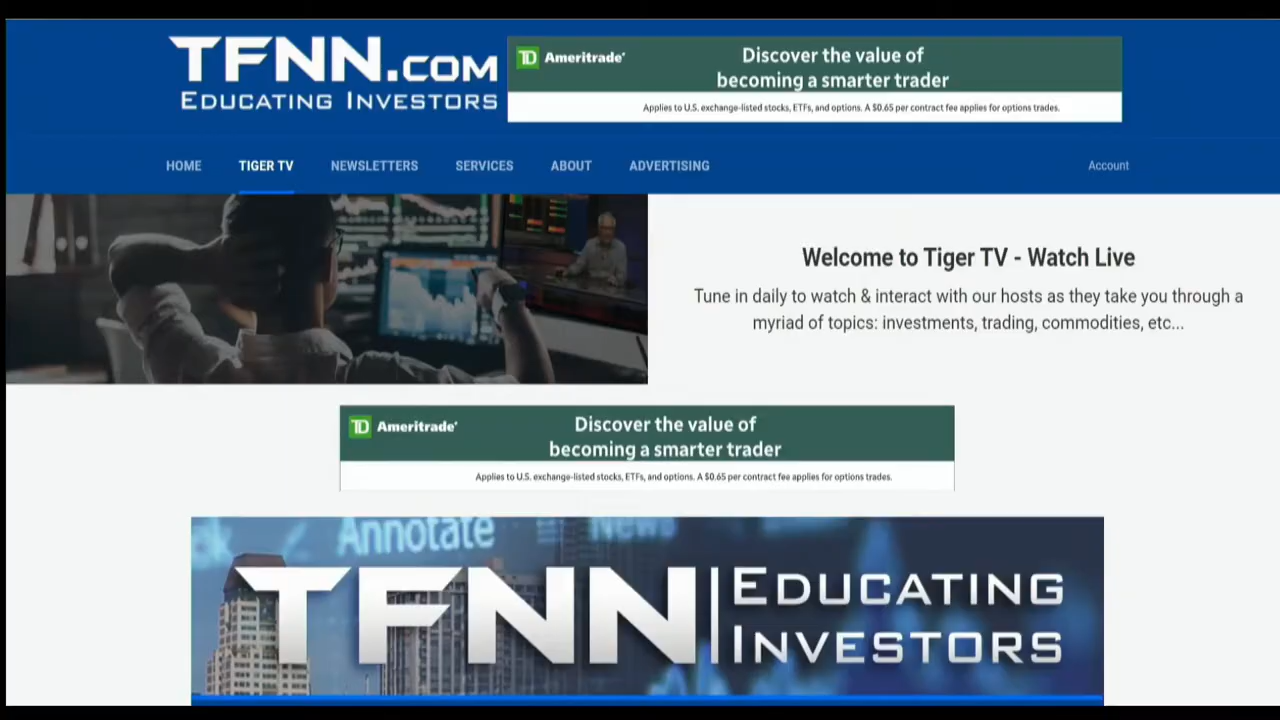 TFNN.COM
EDUCATING INVESTORS
TD Ameritrade
Discover the value of
becoming a smarter trader
Applies to U.S. exchange-listed stocks, ETFs, and options. A $0.65 per contract fee applies for options trades.
HOME TIGER TV NEWSLETTERS SERVICES ABOUT ADVERTISING Account
Welcome to Tiger TV - Watch Live
Tune in daily to watch & interact with our hosts as they take you through a
myriad of topics: investments, trading, commodities, etc...
TD Ameritrade
Discover the value of
becoming a smarter trader
Applies to U.S. exchange-listed stocks, ETFs, and options. A $0.65 per contract fee applies for options trades.
Annotate News
TFNN
EDUCATING
INVESTORS